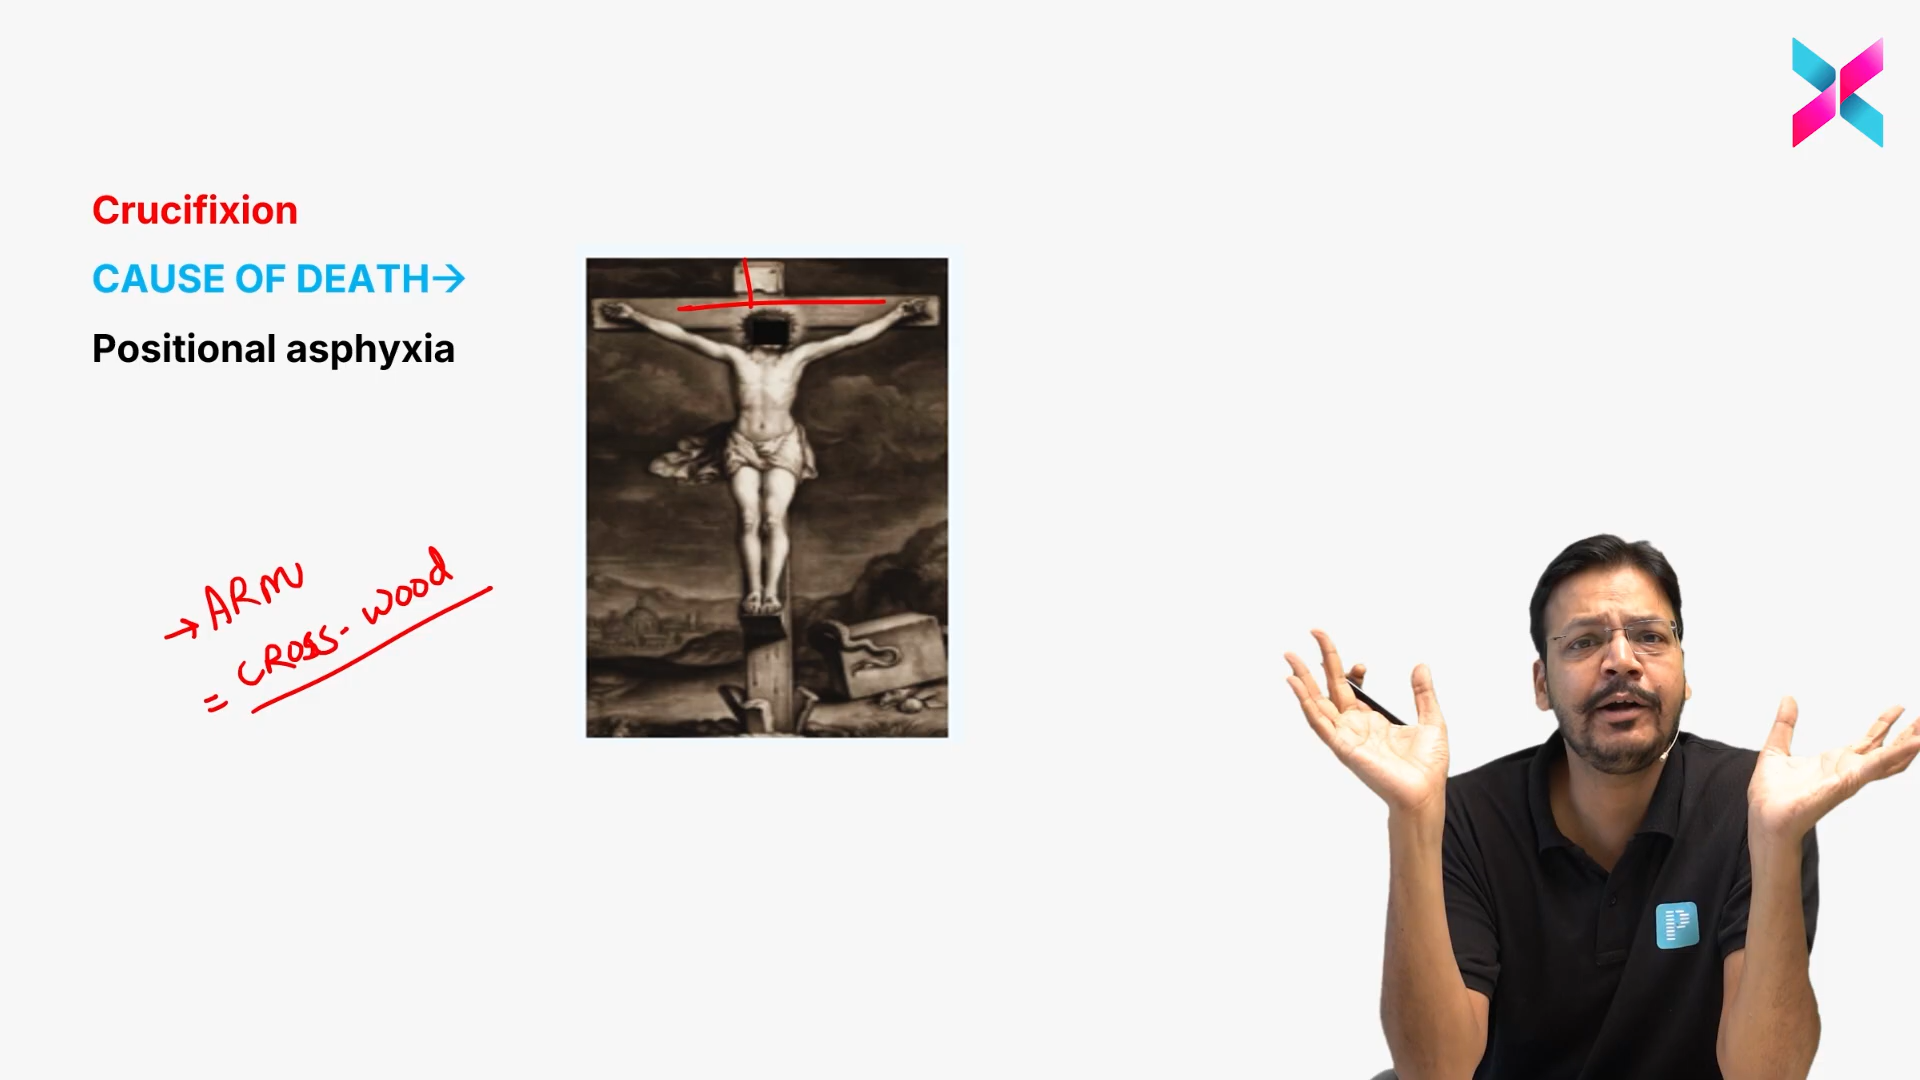 Crucifixion
CAUSE OF DEATH→
Positional asphyxia
→ ARM
= CROSS-wood
P